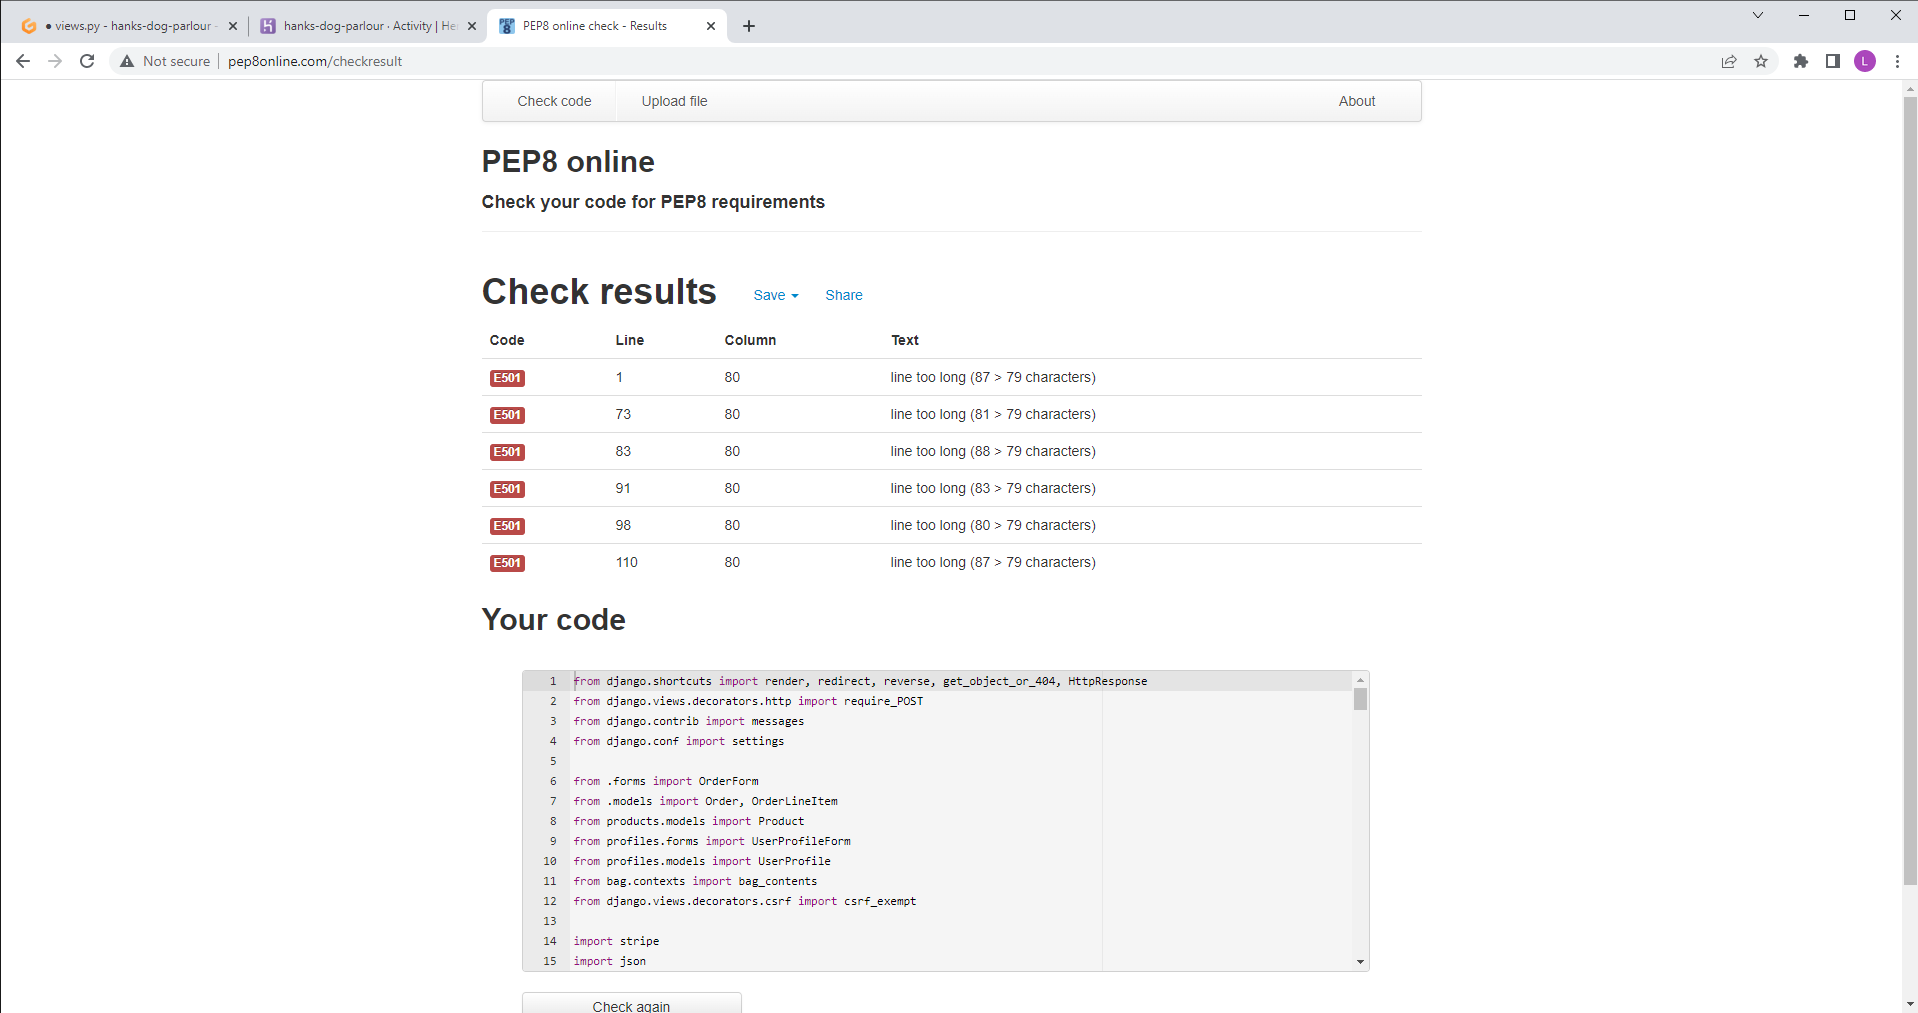 ● views.py - hanks-dog-parlour -
hanks-dog-parlour · Activity | He
PEP8 online check - Results
Not secure
pep8online.com/checkresult
L
Check code
Upload file
About
PEP8 online
Check your code for PEP8 requirements
Check results
Save
Share
Code Line Column Text
E501 1 80 line too long (87 > 79 characters)
E501 73 80 line too long (81 > 79 characters)
E501 83 80 line too long (88 > 79 characters)
E501 91 80 line too long (83 > 79 characters)
E501 98 80 line too long (80 > 79 characters)
E501 110 80 line too long (87 > 79 characters)
Your code
1 from django.shortcuts import render, redirect, reverse, get_object_or_404, HttpResponse
2 from django.views.decorators.http import require_POST
3 from django.contrib import messages
4 from django.conf import settings
5
6 from .forms import OrderForm
7 from .models import Order, OrderLineItem
8 from products.models import Product
9 from profiles.forms import UserProfileForm
10 from profiles.models import UserProfile
11 from bag.contexts import bag_contents
12 from django.views.decorators.csrf import csrf_exempt
13
14 import stripe
15 import json
Check again